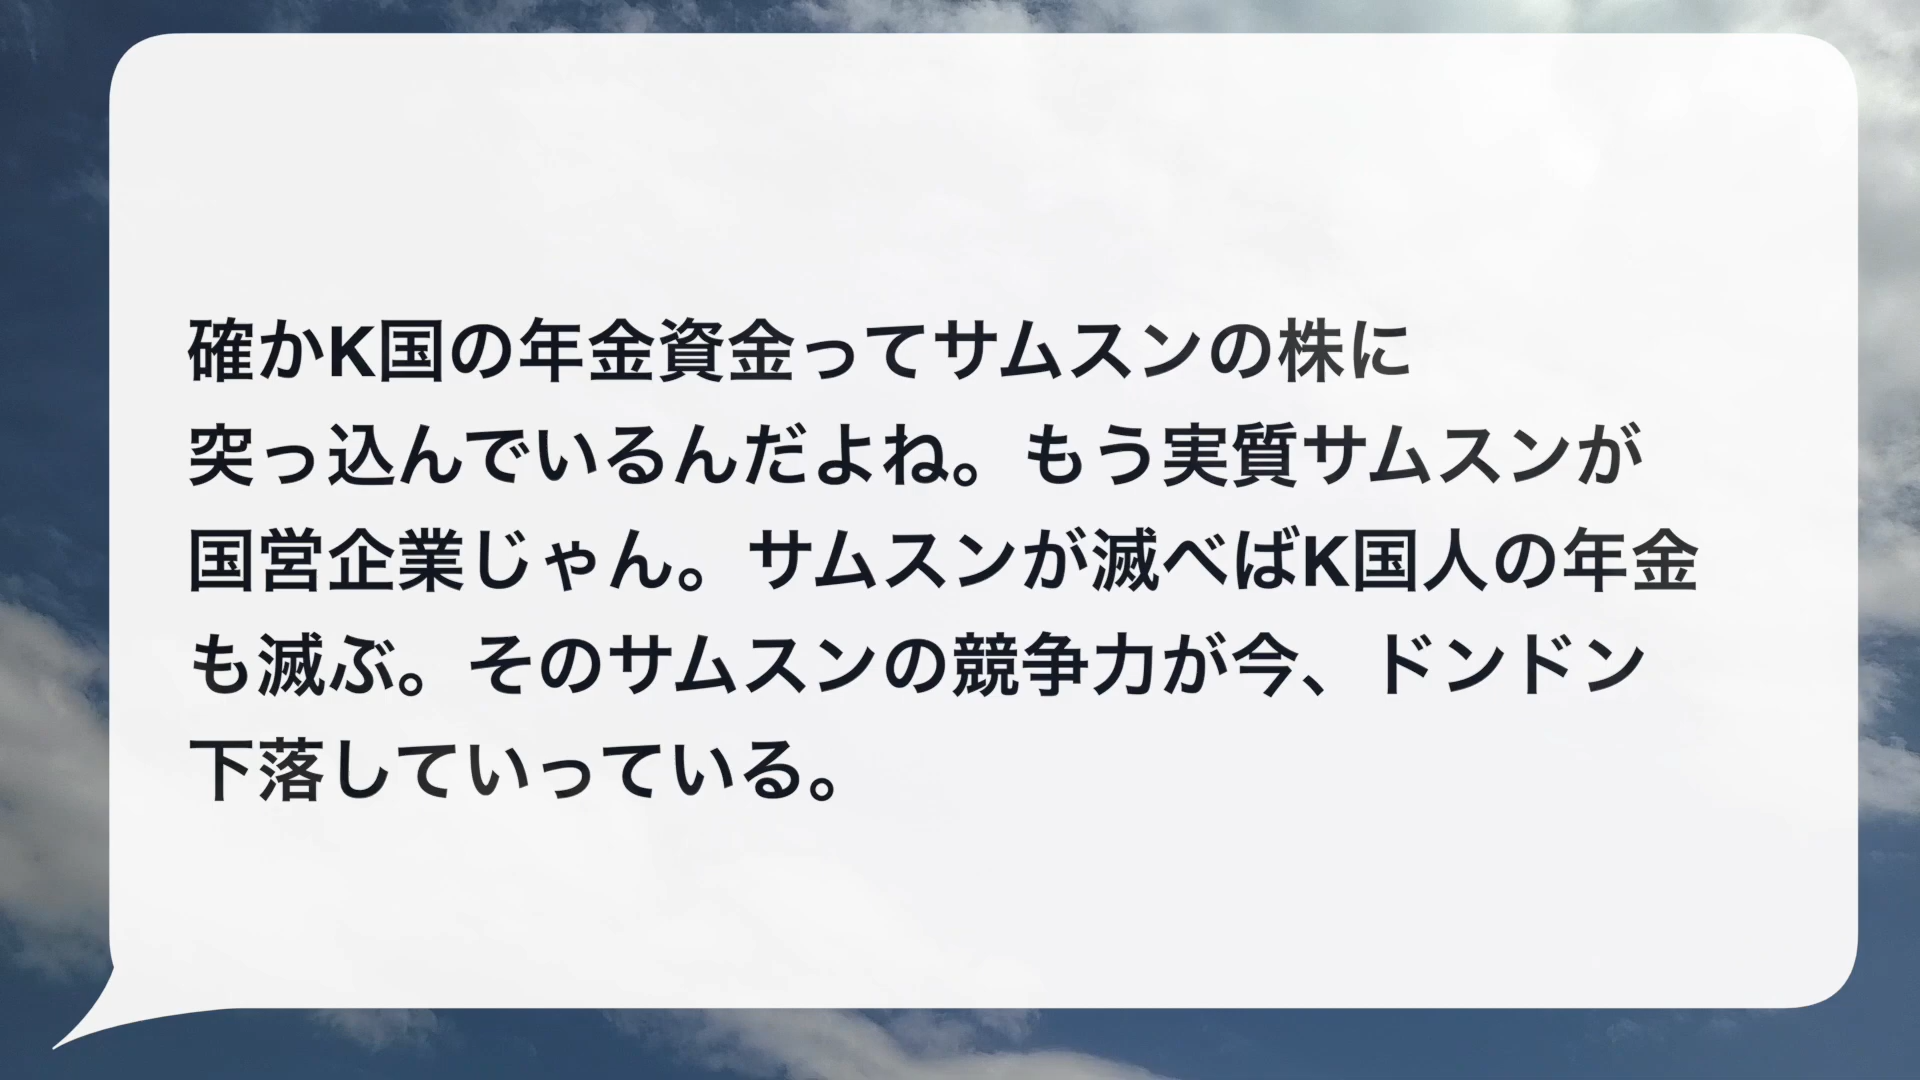 確かK国の年金資金ってサムスンの株に
突っ込んでいるんだよね。もう実質サムスンが
国営企業じゃん。サムスンが滅べばK国人の年金
も滅ぶ。そのサムスンの競争力が今、ドンドン
下落していっている。